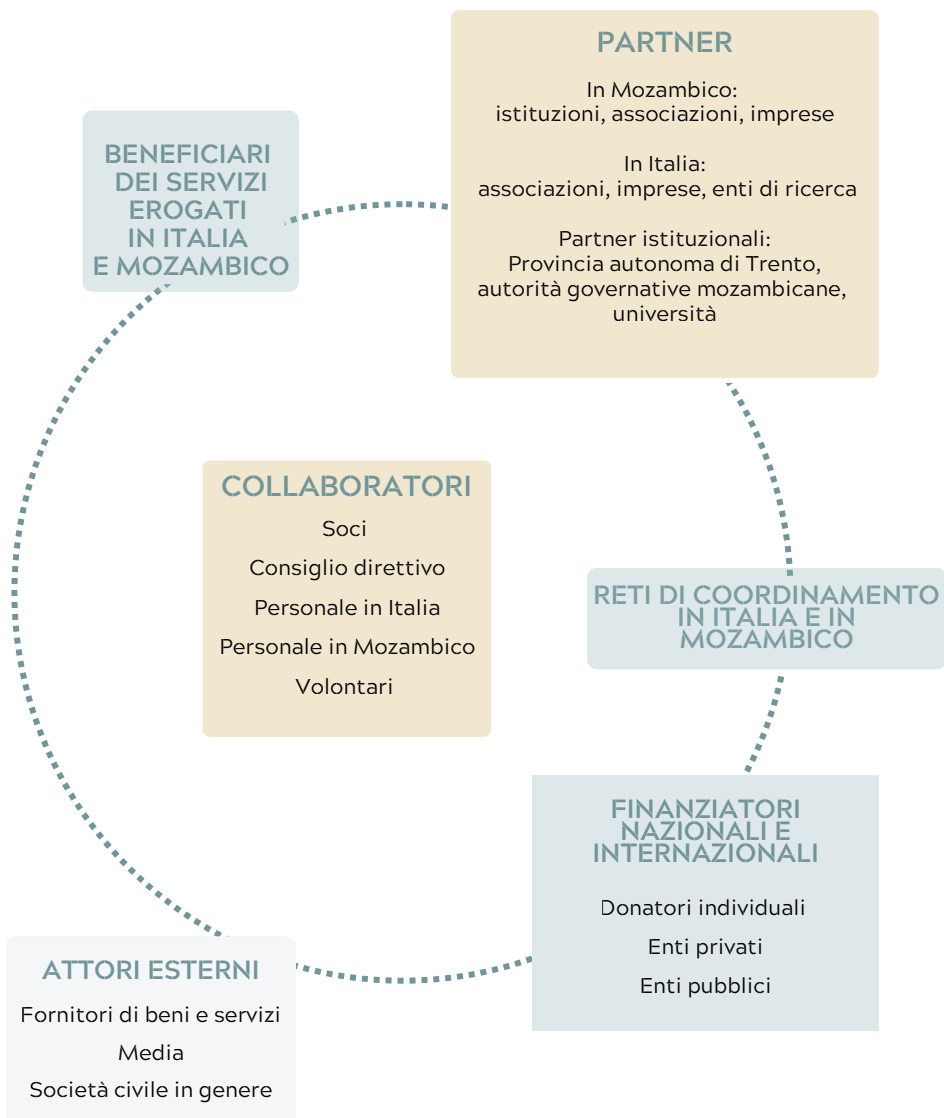 PARTNER
In Mozambico:
istituzioni, associazioni, imprese
In Italia:
associazioni, imprese, enti di ricerca
Partner istituzionali:
Provincia autonoma di Trento,
autorità governative mozambicane,
università
BENEFICIARI
DEI SERVIZI
EROGATI
IN ITALIA
E MOZAMBICO
COLLABORATORI
Soci
Consiglio direttivo
Personale in Italia
Personale in Mozambico
Volontari
RETI DI COORDINAMENTO
IN ITALIA E IN
MOZAMBICO
FINANZIATORI
NAZIONALI E
INTERNAZIONALI
Donatori individuali
Enti privati
Enti pubblici
ATTORI ESTERNI
Fornitori di beni e servizi
Media
Società civile in genere